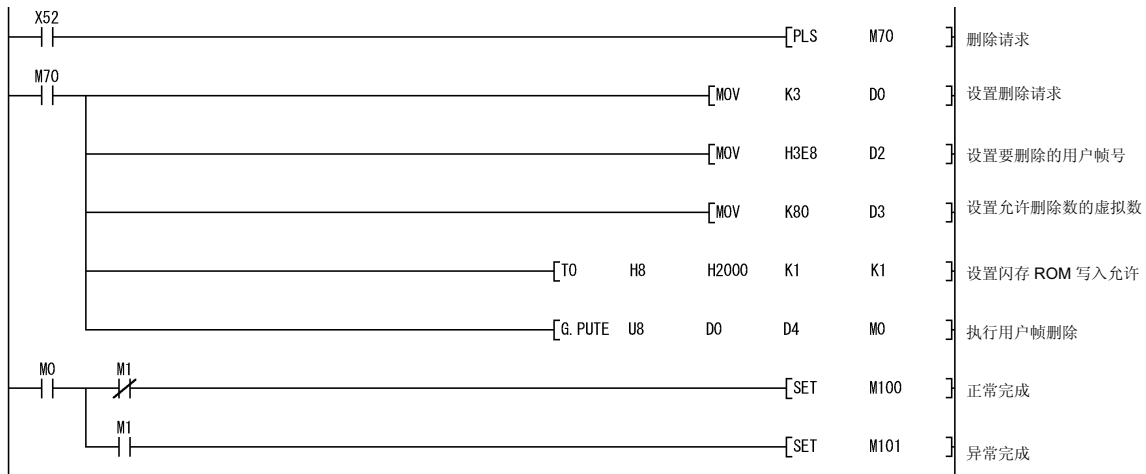 X52
PLS M70 删除请求
M70
MOV K3 D0 设置删除请求
MOV H3E8 D2 设置要删除的用户帧号
MOV K80 D3 设置允许删除数的虚拟数
TO H8 H2000 K1 K1 设置闪存 ROM 写入允许
G.PUTE U8 D0 D4 M0 执行用户帧删除
M0 M1
SET M100 正常完成
M1
SET M101 异常完成